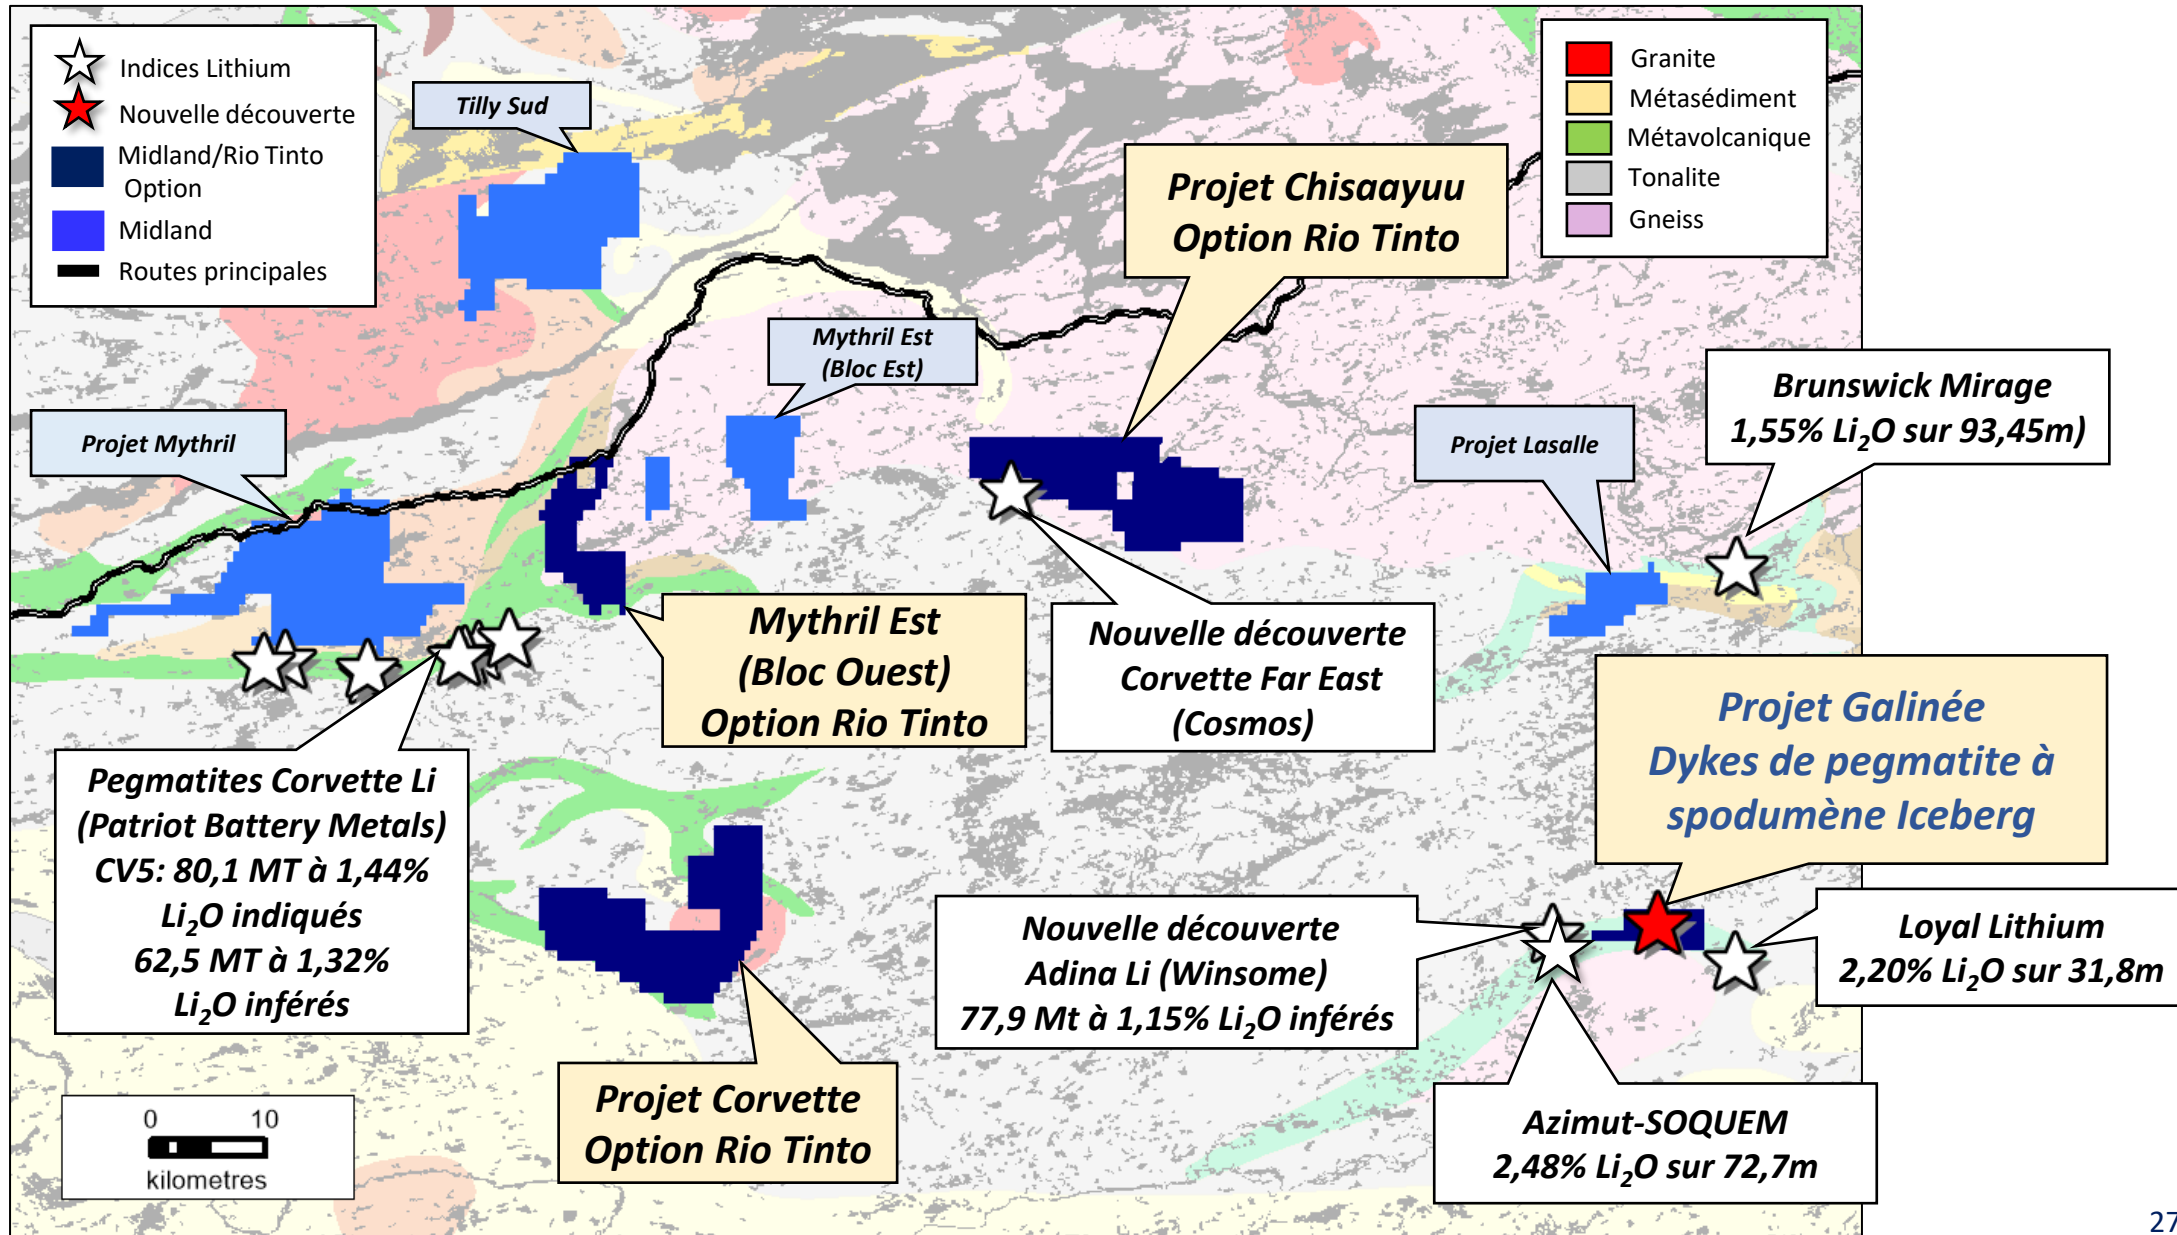 Indices Lithium
Nouvelle découverte
Midland/Rio Tinto
Option
Midland
Routes principales
Tilly Sud
Granite
Métasédiment
Métavolcanique
Tonalite
Gneiss
Projet Chisaayuu
Option Rio Tinto
Mythril Est
(Bloc Est)
Projet Mythril
Projet Lasalle
Brunswick Mirage
1,55% Li₂O sur 93,45m)
Mythril Est
(Bloc Ouest)
Option Rio Tinto
Nouvelle découverte
Corvette Far East
(Cosmos)
Projet Galinée
Dykes de pegmatite à
spodumène Iceberg
Pegmatites Corvette Li
(Patriot Battery Metals)
CV5: 80,1 MT à 1,44%
Li₂O indiqués
62,5 MT à 1,32%
Li₂O inférés
Nouvelle découverte
Adina Li (Winsome)
77,9 Mt à 1,15% Li₂O inférés
Loyal Lithium
2,20% Li₂O sur 31,8m
Projet Corvette
Option Rio Tinto
Azimut-SOQUEM
2,48% Li₂O sur 72,7m
0 10
kilometres
27